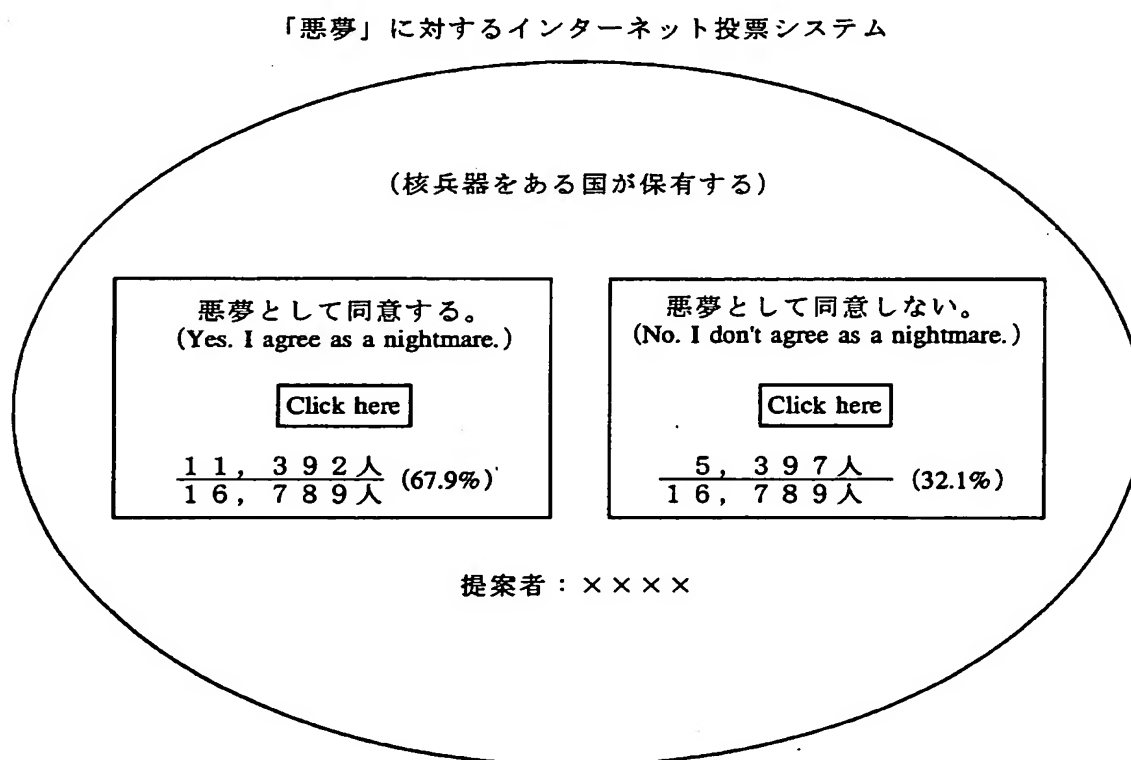 「悪夢」に対するインターネット投票システム
(核兵器をある国が保有する)
悪夢として同意する。
(Yes. I agree as a nightmare.)
Click here
11,392人
16,789人 (67.9%)
悪夢として同意しない。
(No. I don't agree as a nightmare.)
Click here
5,397人
16,789人 (32.1%)
提案者:××××